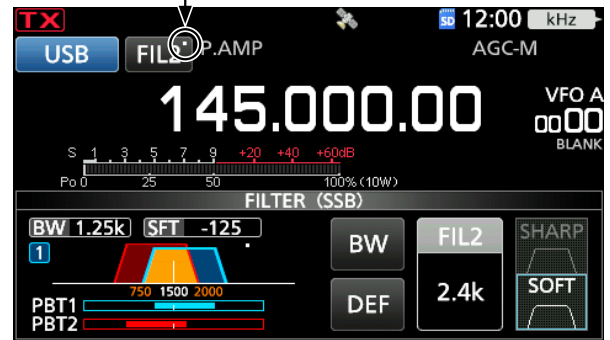 TX SD 12:00 kHz
USB FIL2 P.AMP AGC-M
145.000.00 VFO A
0000
BLANK
S 1 . 3 . 5 . 7 . 9 +20 +40 +60dB
Po 0 25 50 100% (10W)
FILTER (SSB)
BW 1.25k SFT -125 BW FIL2 SHARP
1
750 1500 2000
PBT1 DEF 2.4k SOFT
PBT2